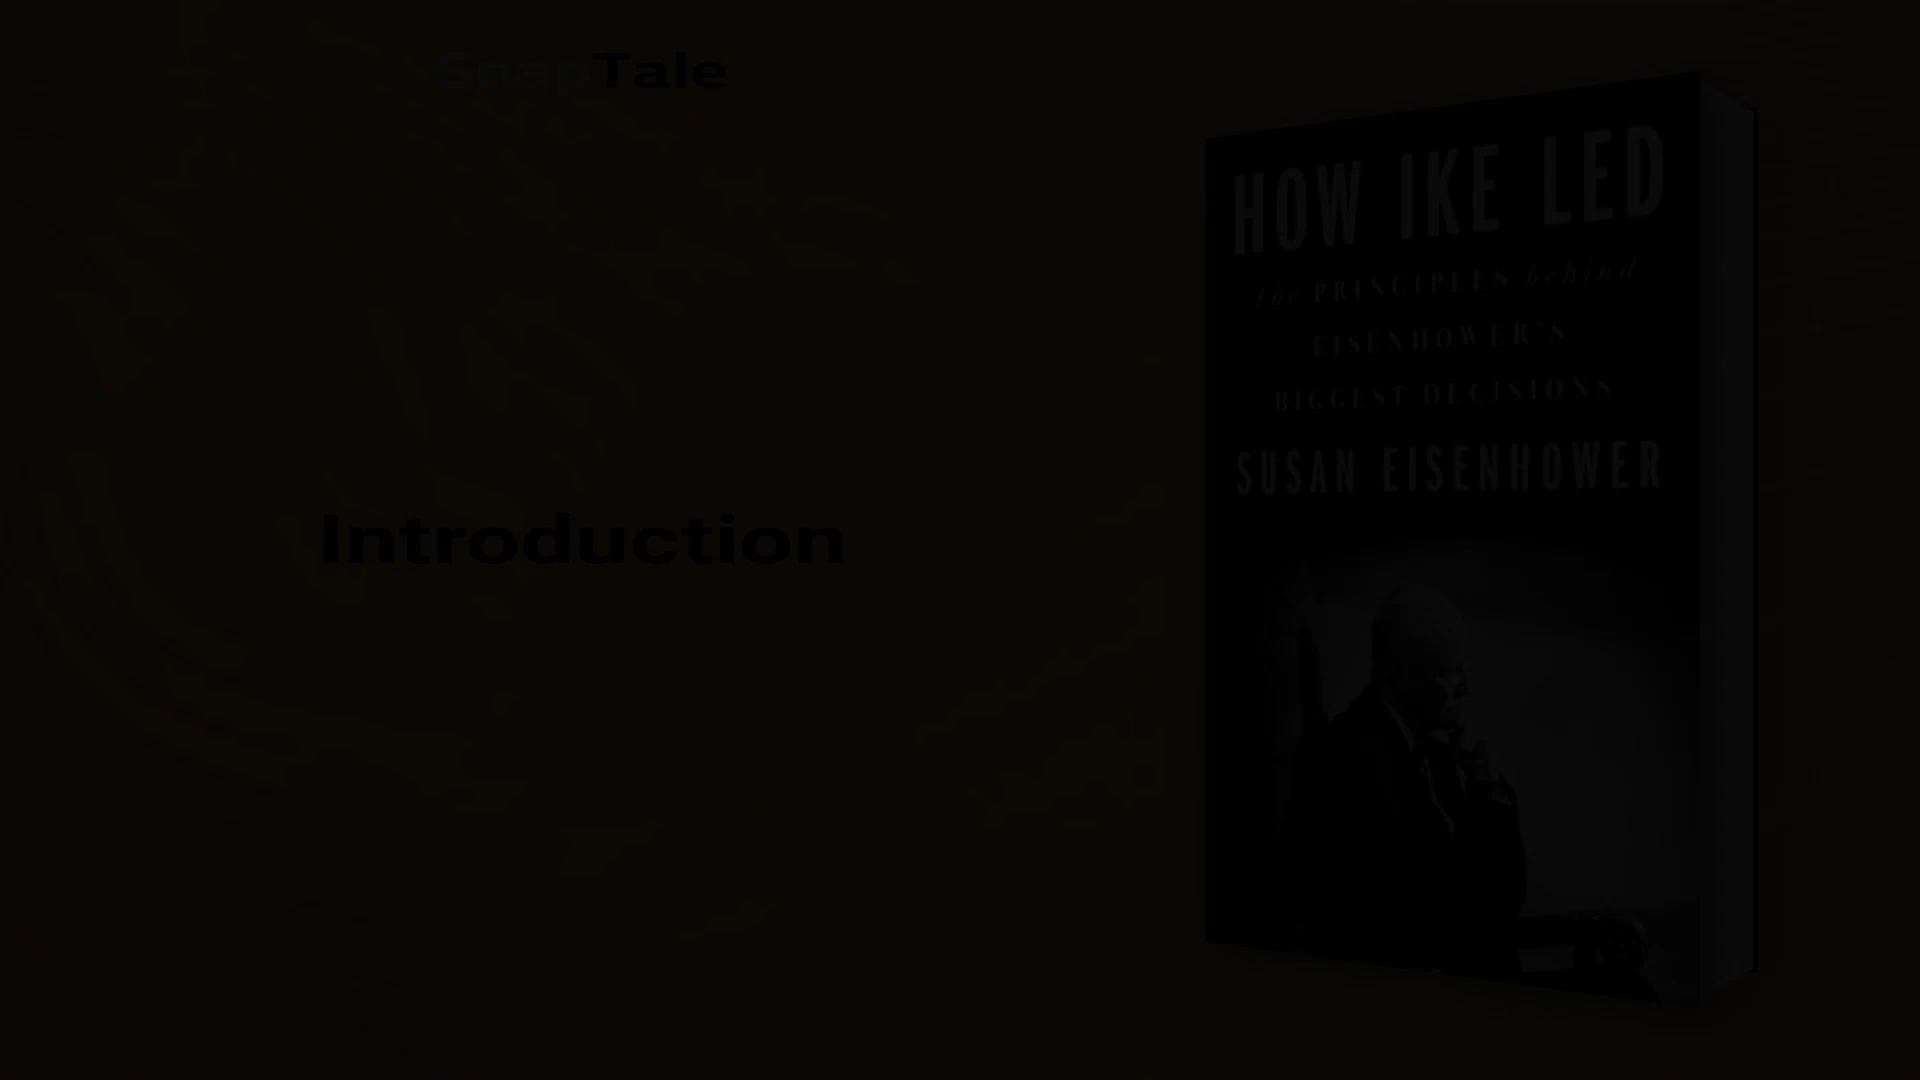 SnapTale
Introduction
HOW IKE LED
The PRINCIPLES behind
EISENHOWER'S
BIGGEST DECISIONS
SUSAN EISENHOWER